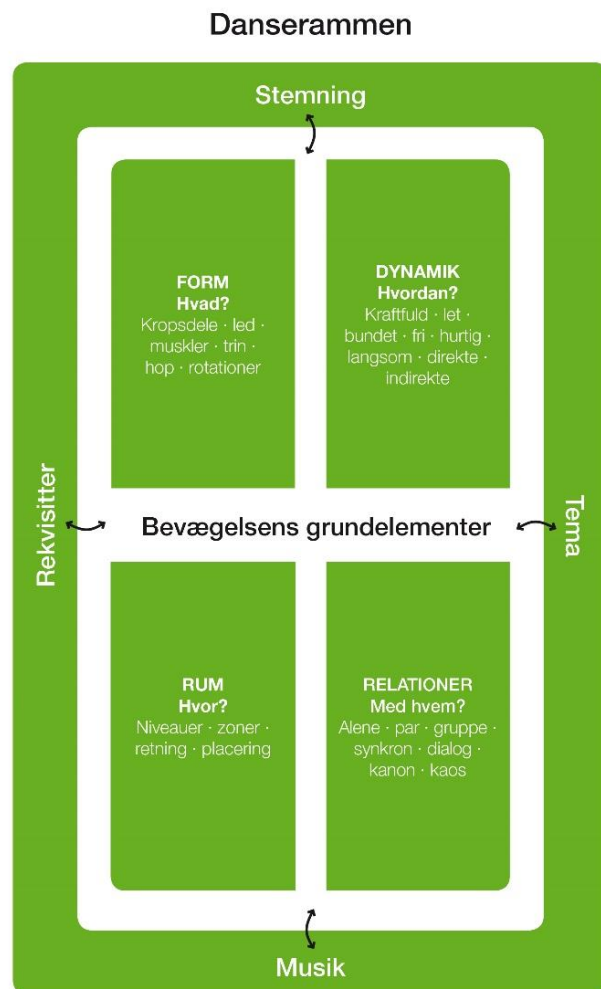 Danserammen
Stemning
FORM
Hvad?
Kropsdele · led ·
muskler · trin ·
hop · rotationer
DYNAMIK
Hvordan?
Kraftfuld · let ·
bundet · fri · hurtig ·
langsom · direkte ·
indirekte
Rekvisitter
Bevægelsens grundelementer
Tema
RUM
Hvor?
Niveauer · zoner ·
retning · placering
RELATIONER
Med hvem?
Alene · par · gruppe ·
synkron · dialog ·
kanon · kaos
Musik